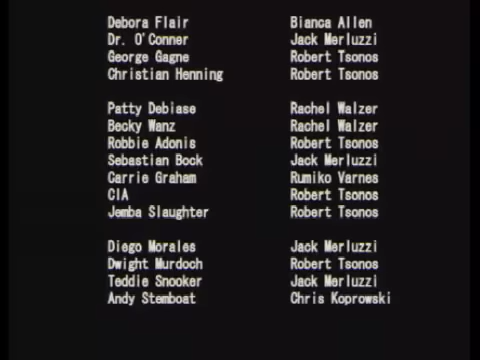 Debora Flair Bianca Allen
Dr. O'Conner Jack Merluzzi
George Gagne Robert Tsonos
Christian Henning Robert Tsonos
Patty Debiase Rachel Walzer
Becky Wanz Rachel Walzer
Robbie Adonis Robert Tsonos
Sebastian Bock Jack Merluzzi
Carrie Graham Rumiko Varnes
CIA Robert Tsonos
Jemba Slaughter Robert Tsonos
Diego Morales Jack Merluzzi
Dwight Murdoch Robert Tsonos
Teddie Snooker Jack Merluzzi
Andy Stemboat Chris Koprowski